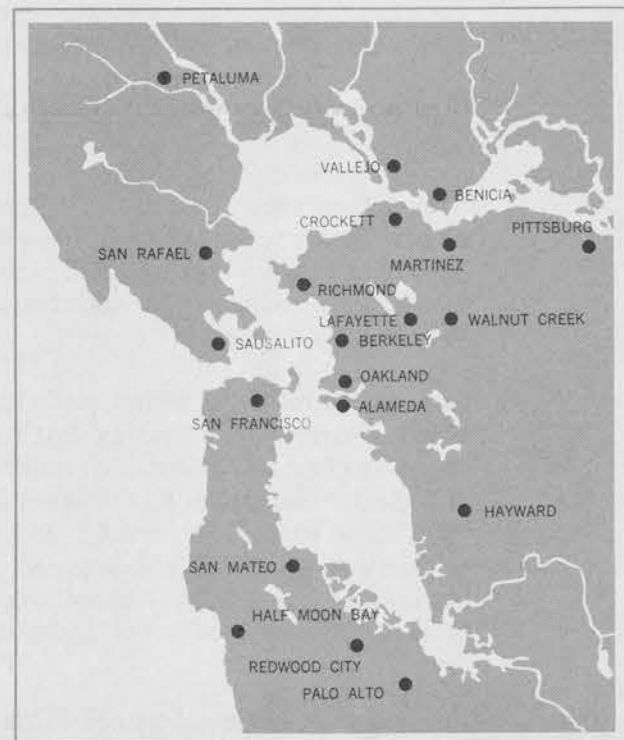 PETALUMA
VALLEJO
BENICIA
CROCKETT
PITTSBURG
SAN RAFAEL
MARTINEZ
RICHMOND
LAFAYETTE
WALNUT CREEK
SAUSALITO
BERKELEY
OAKLAND
ALAMEDA
SAN FRANCISCO
HAYWARD
SAN MATEO
HALF MOON BAY
REDWOOD CITY
PALO ALTO